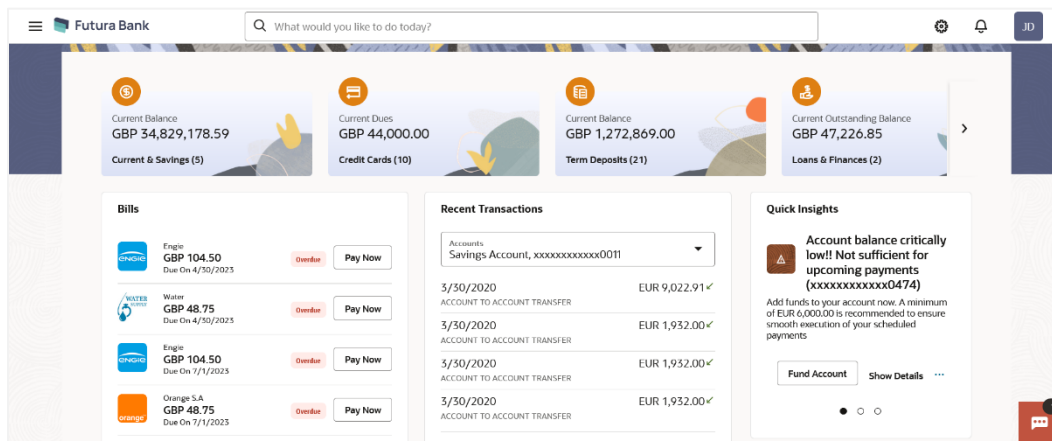 Futura Bank
What would you like to do today?
JD
Current Balance
GBP 34,829,178.59
Current & Savings (5)
Current Dues
GBP 44,000.00
Credit Cards (10)
Current Balance
GBP 1,272,869.00
Term Deposits (21)
Current Outstanding Balance
GBP 47,226.85
Loans & Finances (2)
Bills
ENGIE
Engie
GBP 104.50
Due On 4/30/2023
Overdue
Pay Now
WATER
Water
GBP 48.75
Due On 4/30/2023
Overdue
Pay Now
ENGIE
Engie
GBP 104.50
Due On 7/1/2023
Overdue
Pay Now
orange
Orange S.A
GBP 48.75
Due On 7/1/2023
Overdue
Pay Now
Recent Transactions
Accounts
Savings Account, xxxxxxxxxxxx0011
3/30/2020 EUR 9,022.91
ACCOUNT TO ACCOUNT TRANSFER
3/30/2020 EUR 1,932.00
ACCOUNT TO ACCOUNT TRANSFER
3/30/2020 EUR 1,932.00
ACCOUNT TO ACCOUNT TRANSFER
3/30/2020 EUR 1,932.00
ACCOUNT TO ACCOUNT TRANSFER
Quick Insights
Account balance critically
low!! Not sufficient for
upcoming payments
(xxxxxxxxxxxx0474)
Add funds to your account now. A minimum
of EUR 6,000.00 is recommended to ensure
smooth execution of your scheduled
payments
Fund Account
Show Details ...